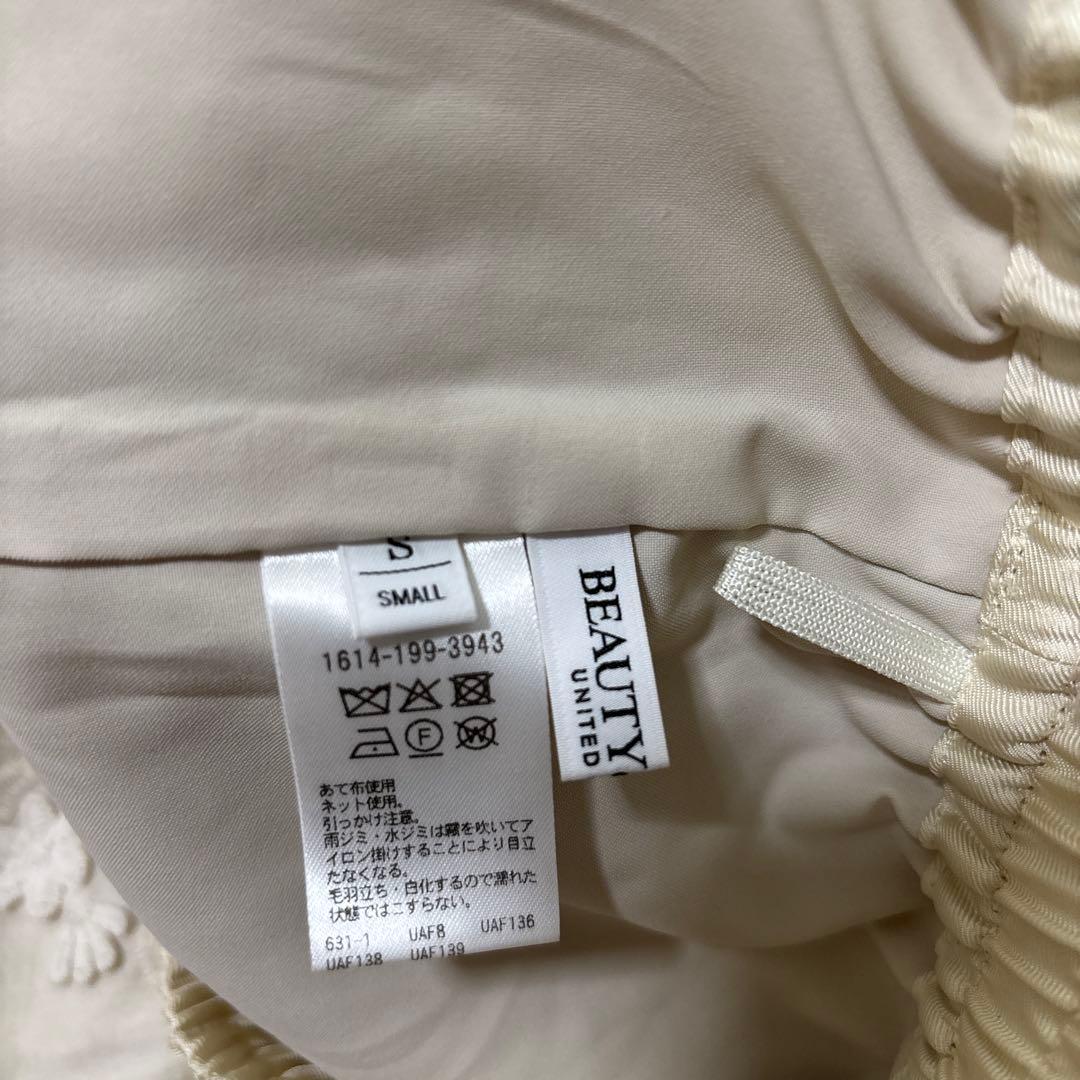 S
SMALL
1614-199-3943
F
W
あて布使用
ネット使用。
引っかけ注意。
雨ジミ・水ジミは霧を吹いてア
イロン掛けすることにより目立
たなくなる。
毛羽立ち・白化するので濡れた
状態ではこすらない。
631-1 UAF8 UAF136
UAF138 UAF139
BEAUTY
UNITED